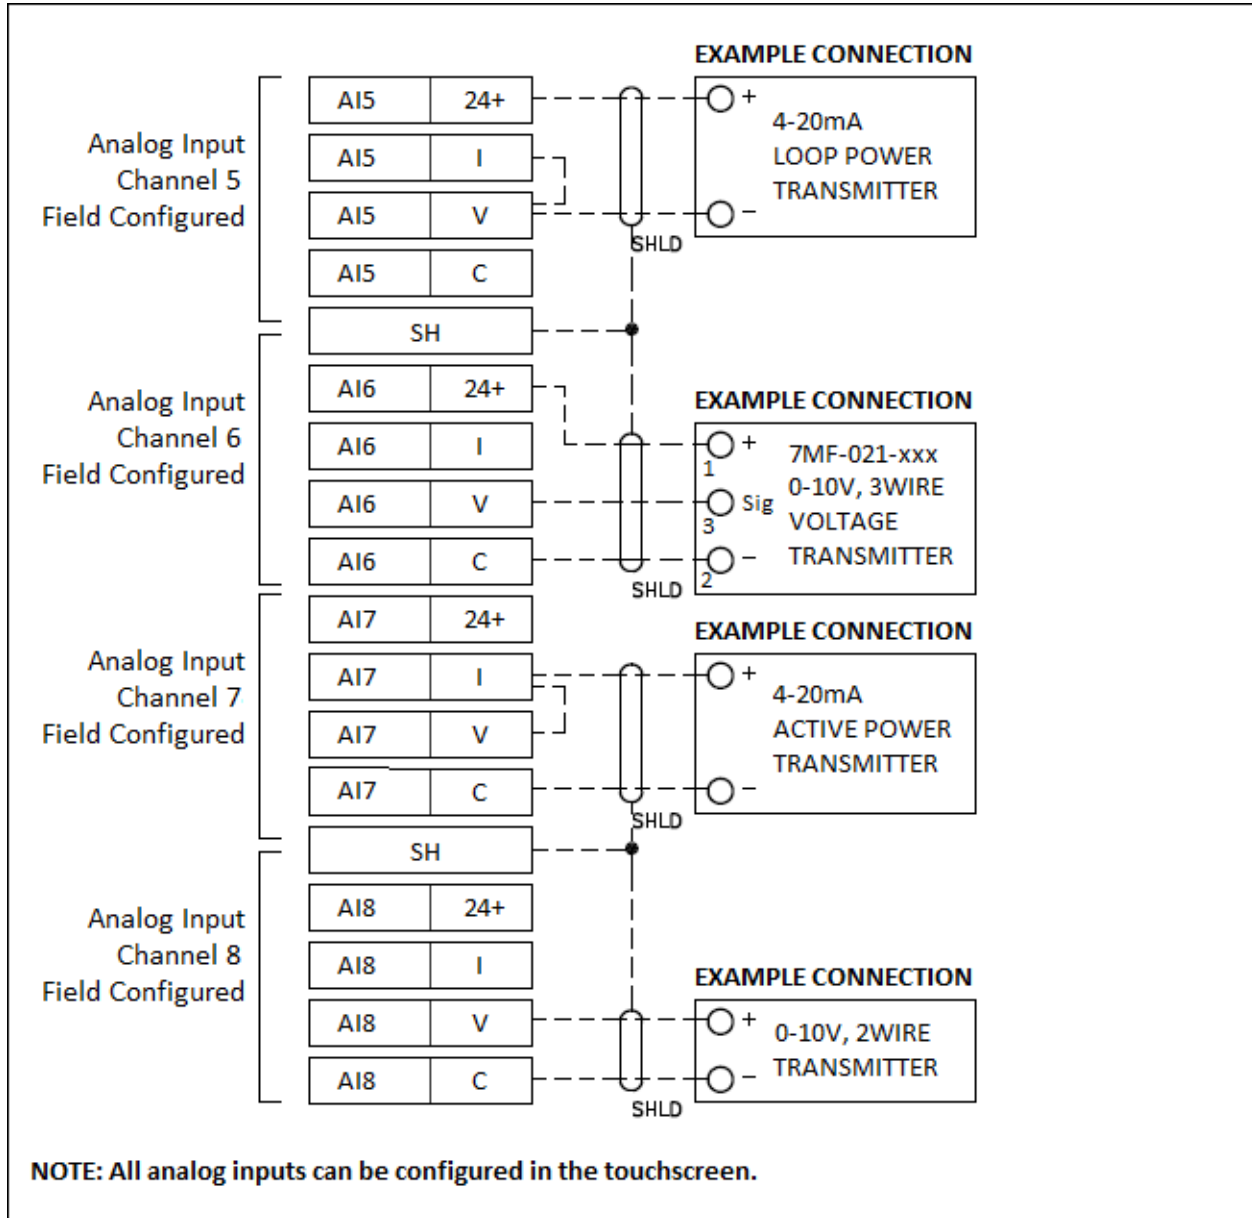 EXAMPLE CONNECTION
Analog Input
Channel 5
Field Configured
AI5 24+
AI5 I
AI5 V
AI5 C
SH
+
4-20mA
LOOP POWER
TRANSMITTER
−
SHLD
Analog Input
Channel 6
Field Configured
AI6 24+
AI6 I
AI6 V
AI6 C
EXAMPLE CONNECTION
+
1
Sig
3
−
2
7MF-021-xxx
0-10V, 3WIRE
VOLTAGE
TRANSMITTER
SHLD
Analog Input
Channel 7
Field Configured
AI7 24+
AI7 I
AI7 V
AI7 C
SH
EXAMPLE CONNECTION
+
4-20mA
ACTIVE POWER
TRANSMITTER
−
SHLD
Analog Input
Channel 8
Field Configured
AI8 24+
AI8 I
AI8 V
AI8 C
EXAMPLE CONNECTION
+
0-10V, 2WIRE
TRANSMITTER
−
SHLD
NOTE: All analog inputs can be configured in the touchscreen.